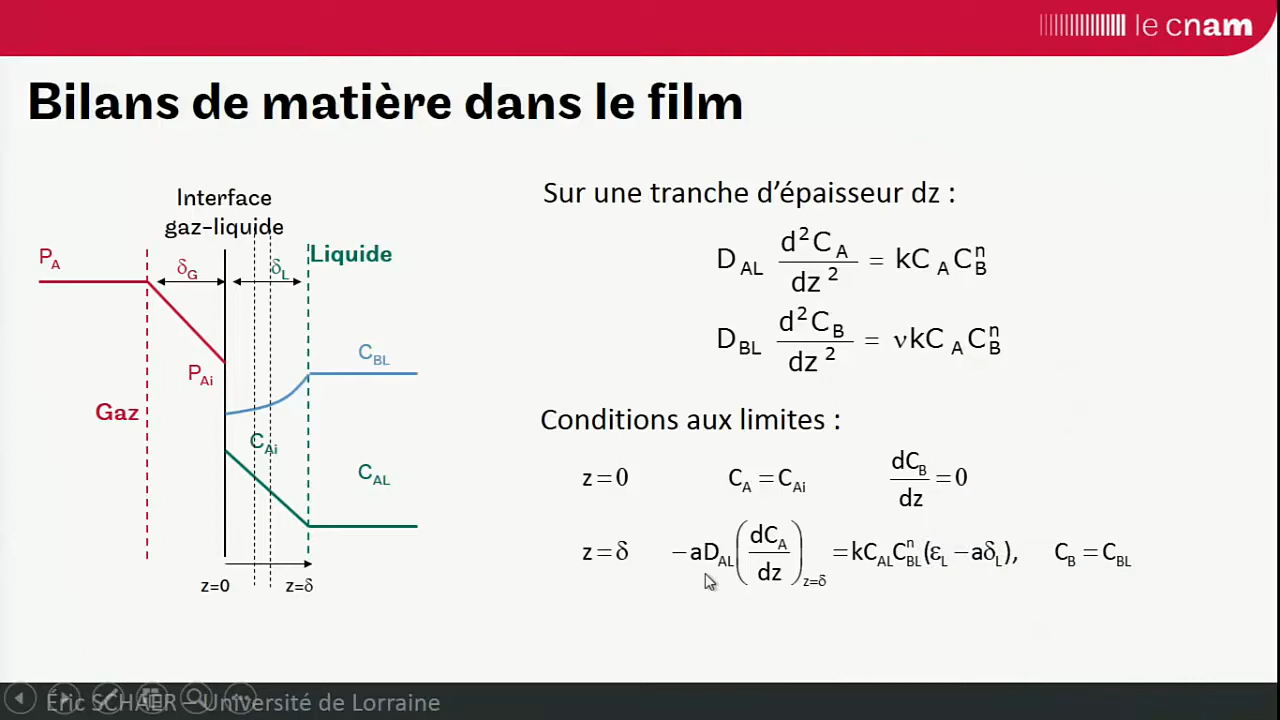 le cnam
Bilans de matière dans le film
Interface
gaz-liquide
P_A
δ_G
δ_L
Liquide
P_Ai
Gaz
C_BL
C_Ai
C_AL
z=0
z=δ
Sur une tranche d’épaisseur dz :
D_AL d²C_A/dz² = kC_A C_B^n
D_BL d²C_B/dz² = νkC_A C_B^n
Conditions aux limites :
z = 0 C_A = C_Ai dC_B/dz = 0
z = δ −aD_AL (dC_A/dz)_z=δ = kC_AL C_BL^n (ε_L − aδ_L), C_B = C_BL
Éric SCHAER – Université de Lorraine